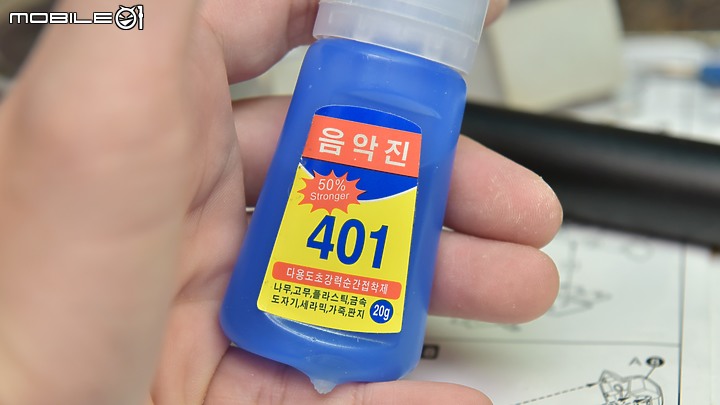 MOBILE01
음악진
50%
Stronger
401
다용도초강력순간접착제
나무,고무,플라스틱,금속
도자기,세라믹,가죽,판지
20g
A B